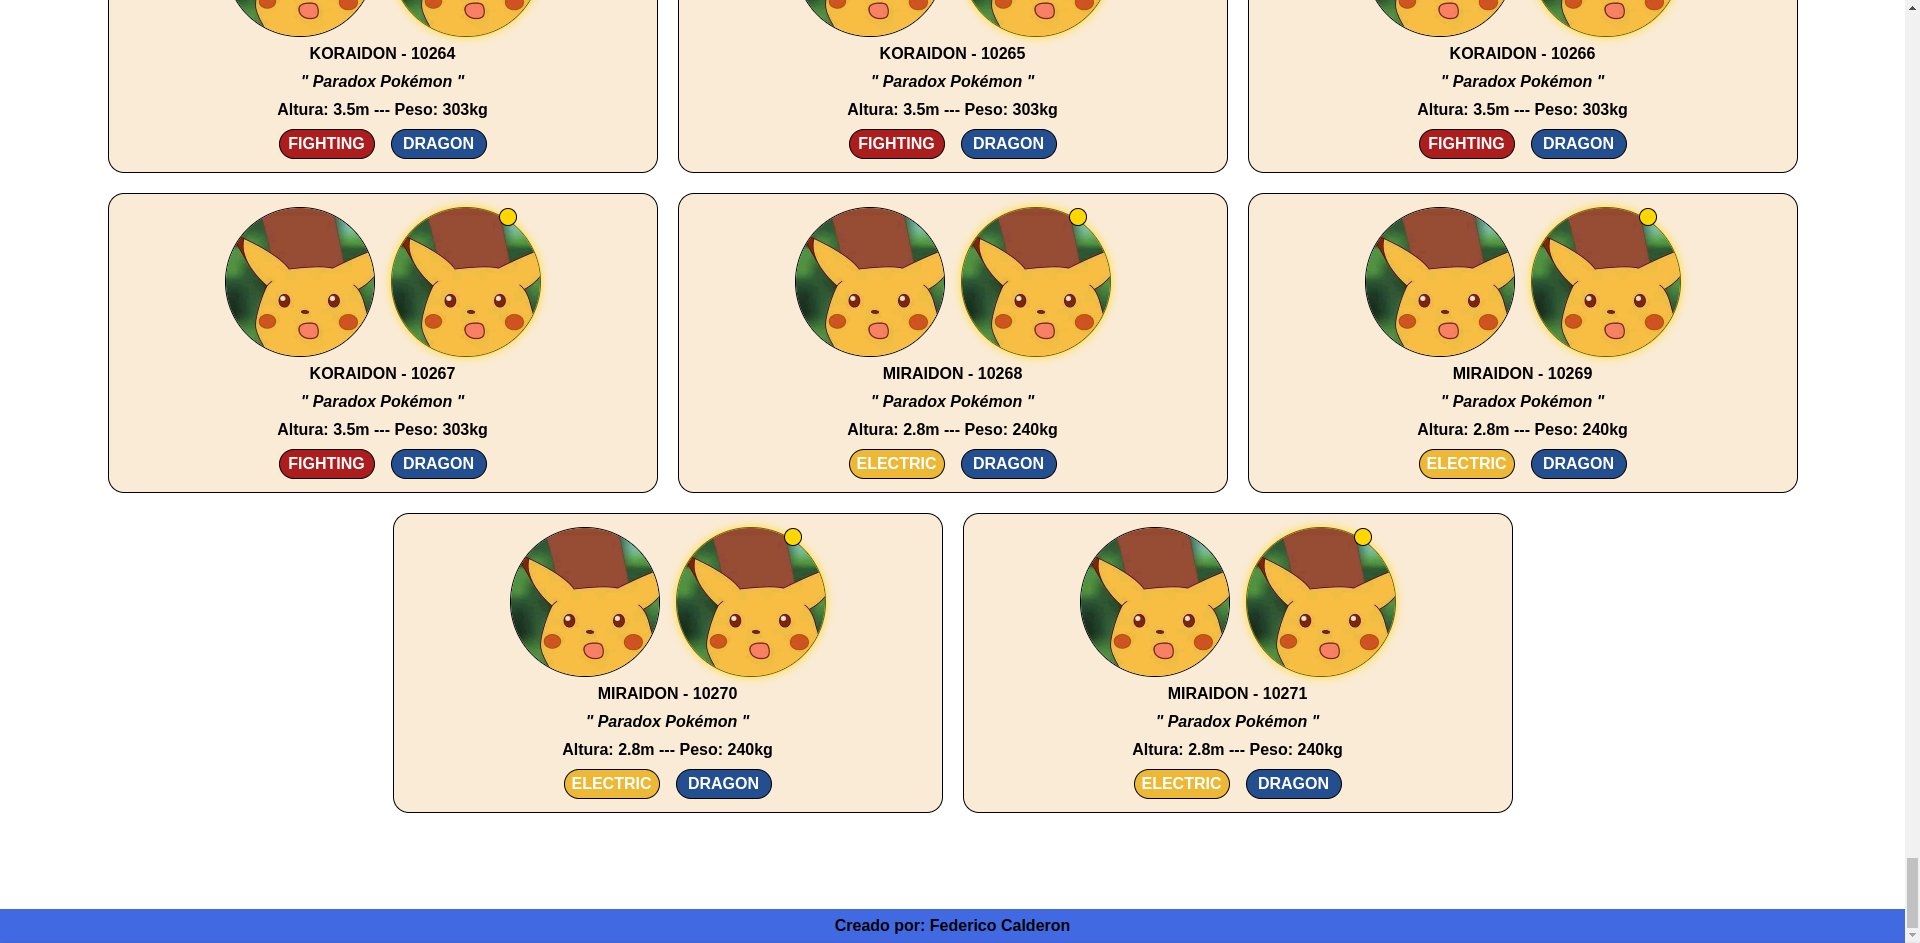 KORAIDON - 10264
" Paradox Pokémon "
Altura: 3.5m --- Peso: 303kg
FIGHTING DRAGON
KORAIDON - 10265
" Paradox Pokémon "
Altura: 3.5m --- Peso: 303kg
FIGHTING DRAGON
KORAIDON - 10266
" Paradox Pokémon "
Altura: 3.5m --- Peso: 303kg
FIGHTING DRAGON
KORAIDON - 10267
" Paradox Pokémon "
Altura: 3.5m --- Peso: 303kg
FIGHTING DRAGON
MIRAIDON - 10268
" Paradox Pokémon "
Altura: 2.8m --- Peso: 240kg
ELECTRIC DRAGON
MIRAIDON - 10269
" Paradox Pokémon "
Altura: 2.8m --- Peso: 240kg
ELECTRIC DRAGON
MIRAIDON - 10270
" Paradox Pokémon "
Altura: 2.8m --- Peso: 240kg
ELECTRIC DRAGON
MIRAIDON - 10271
" Paradox Pokémon "
Altura: 2.8m --- Peso: 240kg
ELECTRIC DRAGON
Creado por: Federico Calderon